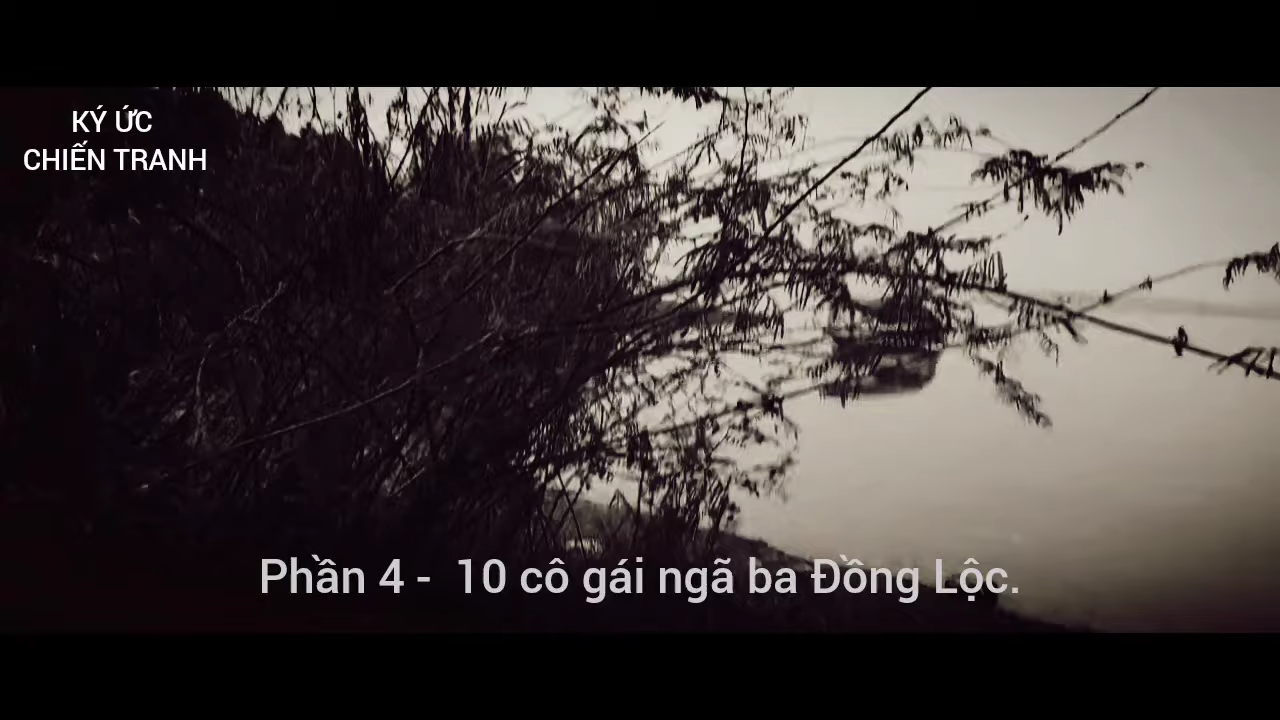 KÝ ỨC
CHIẾN TRANH
Phần 4 -  10 cô gái ngã ba Đồng Lộc.